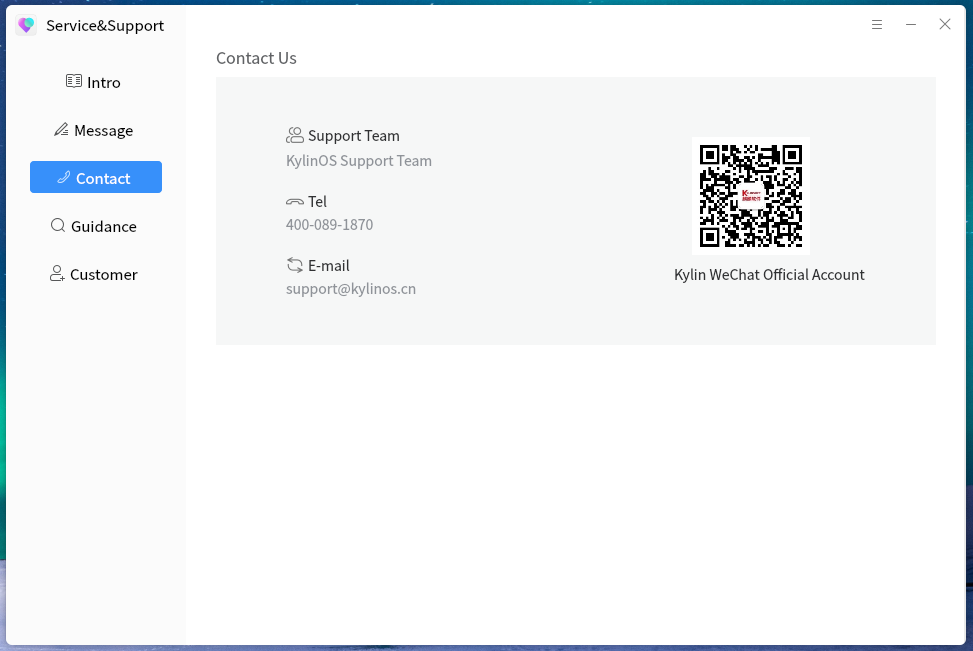 Service&Support
Intro
Message
Contact
Guidance
Customer
Contact Us
Support Team
KylinOS Support Team
Tel
400-089-1870
E-mail
support@kylinos.cn
Kylin WeChat Official Account